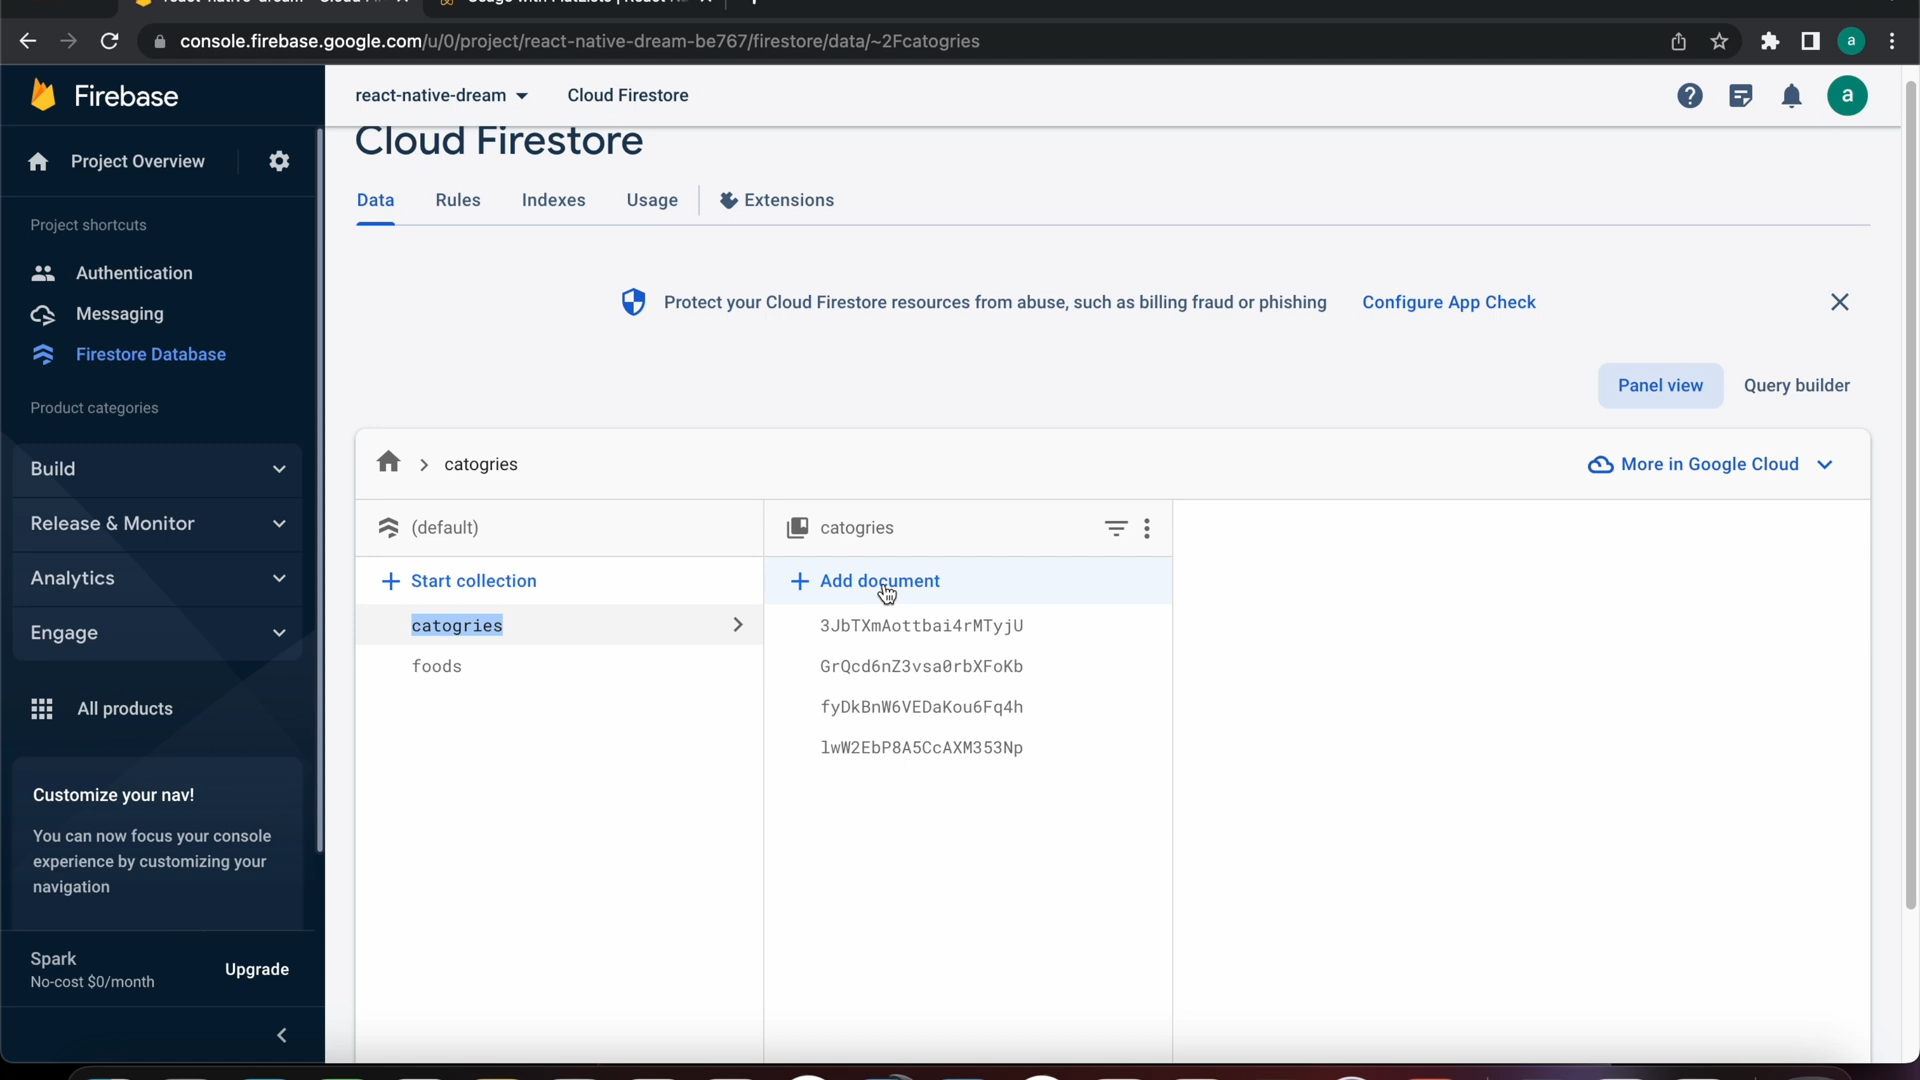 console.firebase.google.com/u/0/project/react-native-dream-be767/firestore/data/~2Fcatogries
a
Firebase
react-native-dream
Cloud Firestore
a
Project Overview
Cloud Firestore
Data
Rules
Indexes
Usage
Extensions
Project shortcuts
Authentication
Messaging
Firestore Database
Protect your Cloud Firestore resources from abuse, such as billing fraud or phishing
Configure App Check
Product categories
Panel view
Query builder
Build
Release & Monitor
Analytics
Engage
All products
catogries
More in Google Cloud
(default)
catogries
Start collection
Add document
catogries
foods
3JbTXmAottbai4rMTyjU
GrQcd6nZ3vsa0rbXFoKb
fyDkBnW6VEDaKou6Fq4h
lwW2EbP8A5CcAXM353Np
Customize your nav!
You can now focus your console
experience by customizing your
navigation
Spark
No-cost $0/month
Upgrade